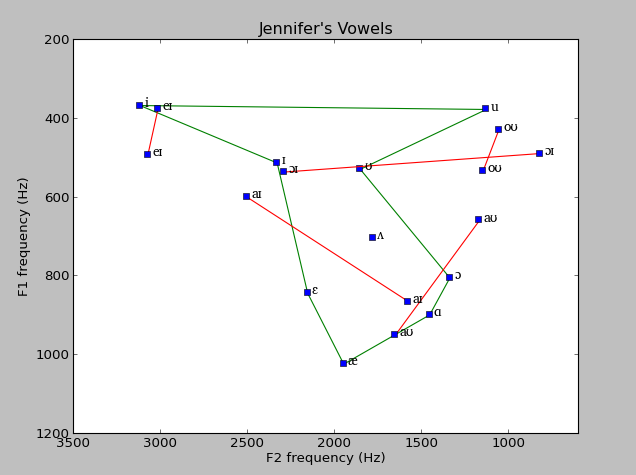 Jennifer's Vowels
200
400
600
800
1000
1200
F1 frequency (Hz)
i
eɪ
u
oʊ
eɪ
ɔɪ
ɪ
ɔɪ
ʊ
oʊ
aɪ
aʊ
ʌ
ɔ
ɛ
aɪ
ɑ
aʊ
æ
3500 3000 2500 2000 1500 1000
F2 frequency (Hz)